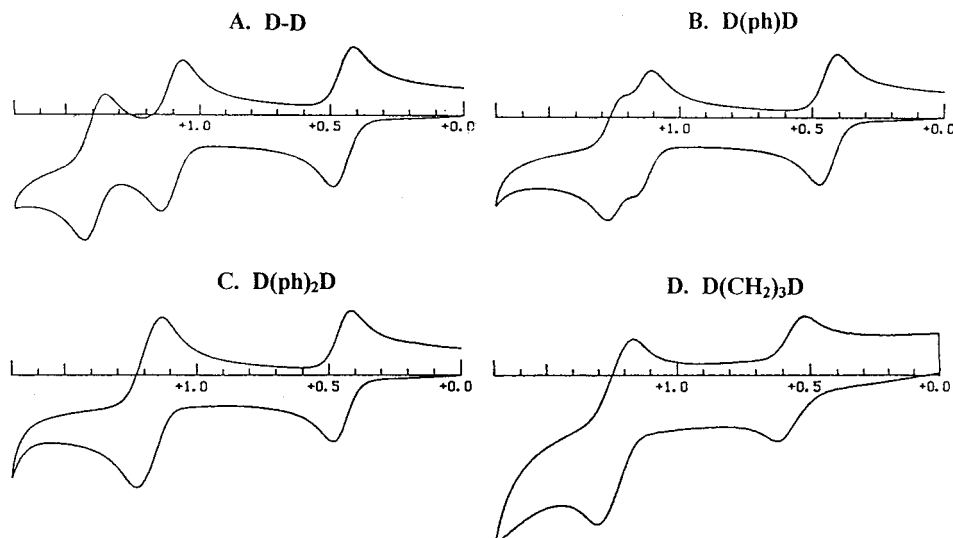 A. D-D
+1.0 +0.5 +0.0
B. D(ph)D
+1.0 +0.5 +0.0
C. D(ph)₂D
+1.0 +0.5 +0.0
D. D(CH₂)₃D
+1.0 +0.5 +0.0